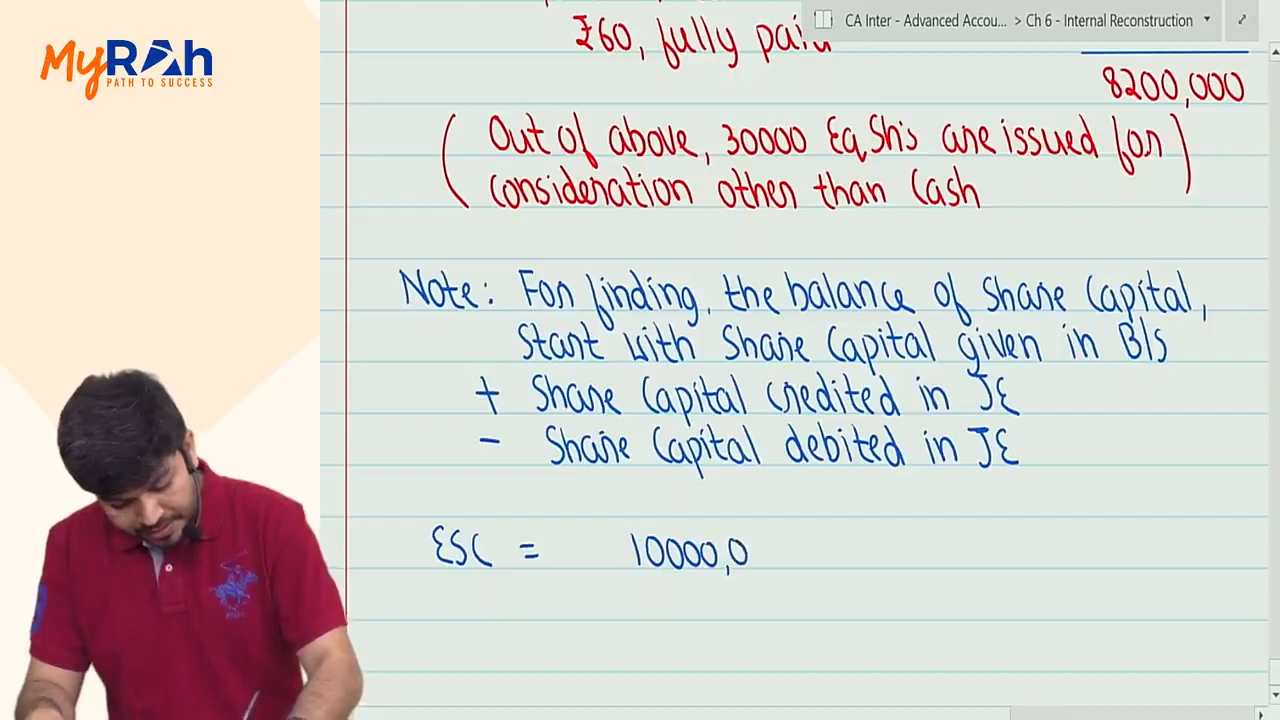 MyRAh
PATH TO SUCCESS
CA Inter - Advanced Accou... > Ch 6 - Internal Reconstruction
₹60, fully paid
8200,000
(Out of above, 30000 Eq Sh's are issued for
consideration other than Cash)
Note: For finding, the balance of Share Capital,
Start with Share Capital given in B/S
+ Share Capital credited in JE
- Share Capital debited in JE
ESC = 10000,0